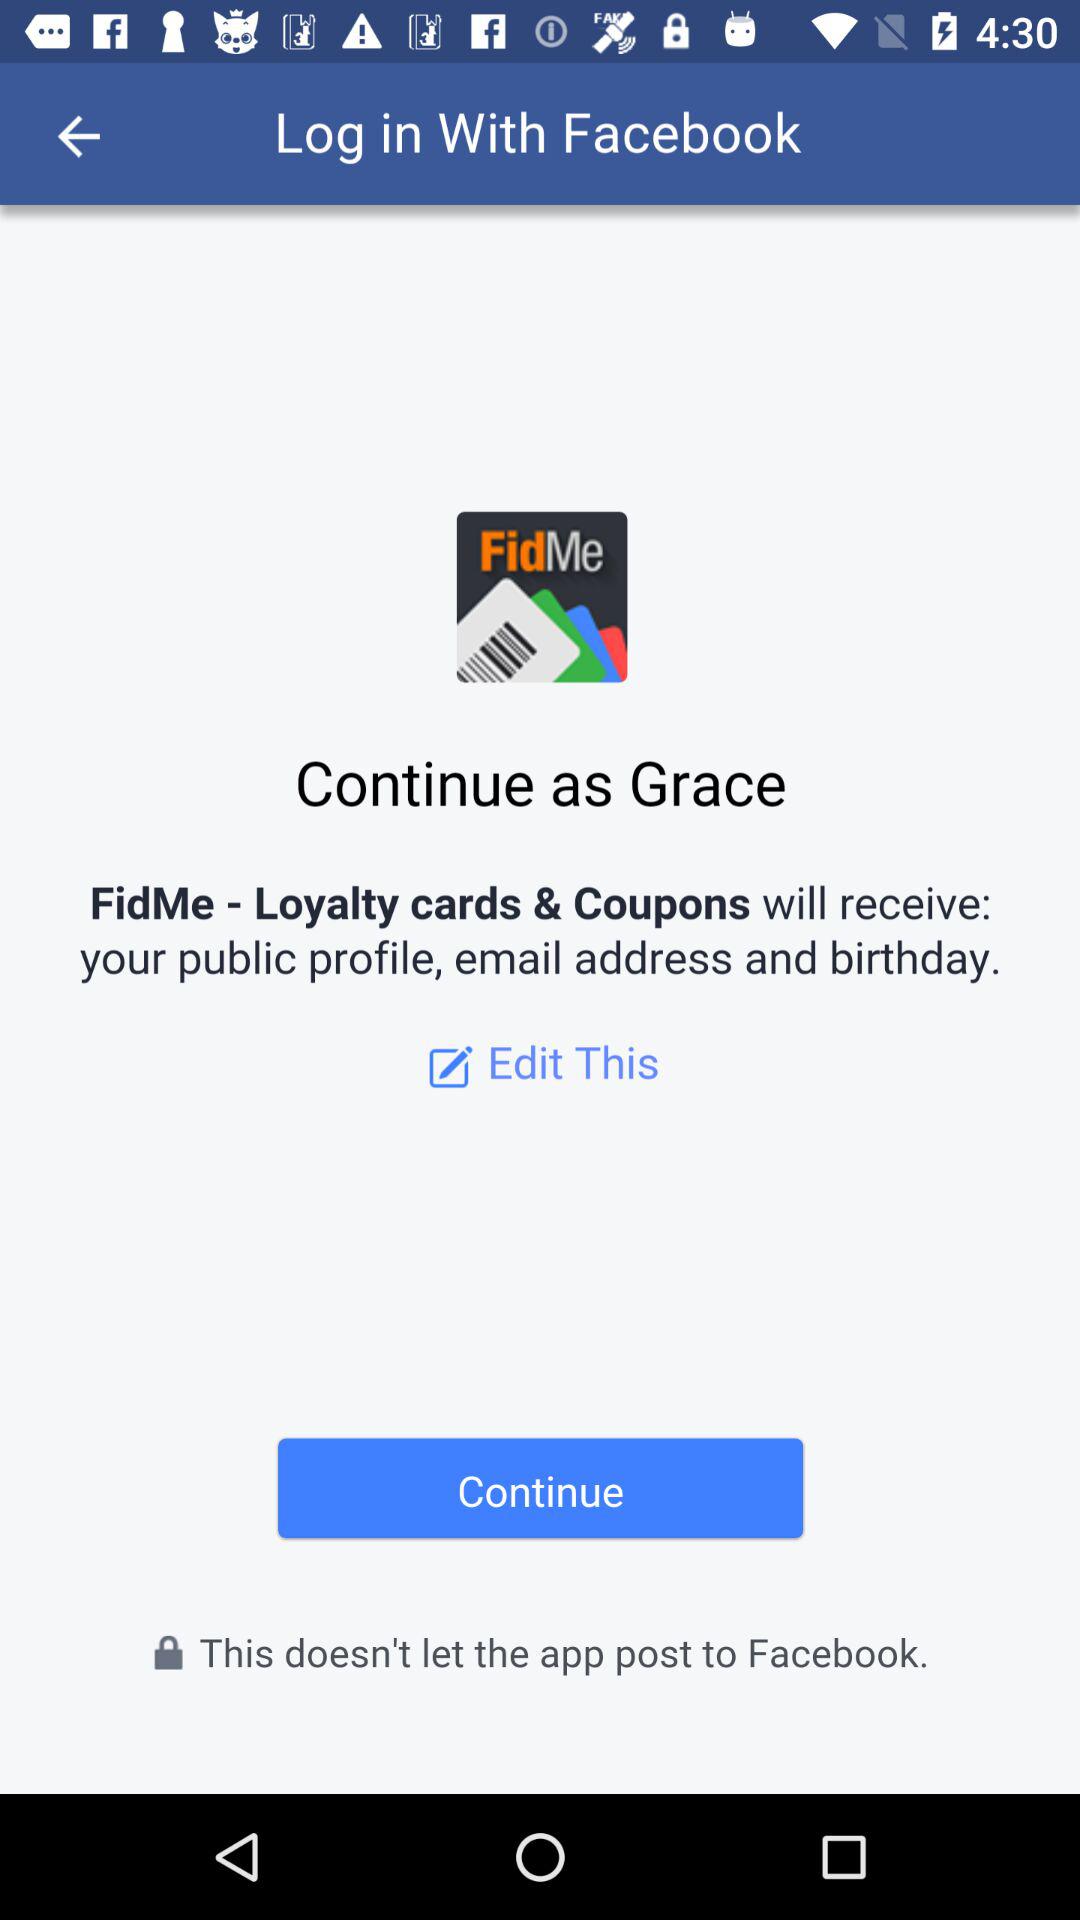 FAKE
4:30
Log in With Facebook
FidMe
Continue as Grace
FidMe - Loyalty cards & Coupons will receive:
your public profile, email address and birthday.
Edit This
Continue
This doesn't let the app post to Facebook.